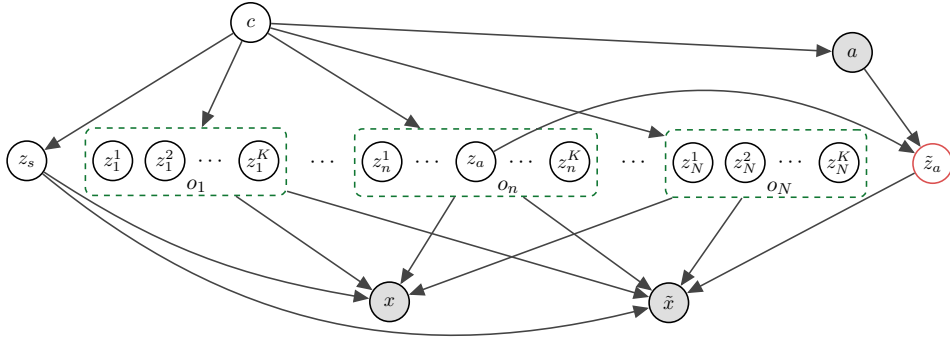 c
a
z_s
z_1^1 z_1^2 ··· z_1^K
o_1
···
z_n^1 ··· z_a ··· z_n^K
o_n
···
z_N^1 z_N^2 ··· z_N^K
o_N
z̃_a
x
x̃